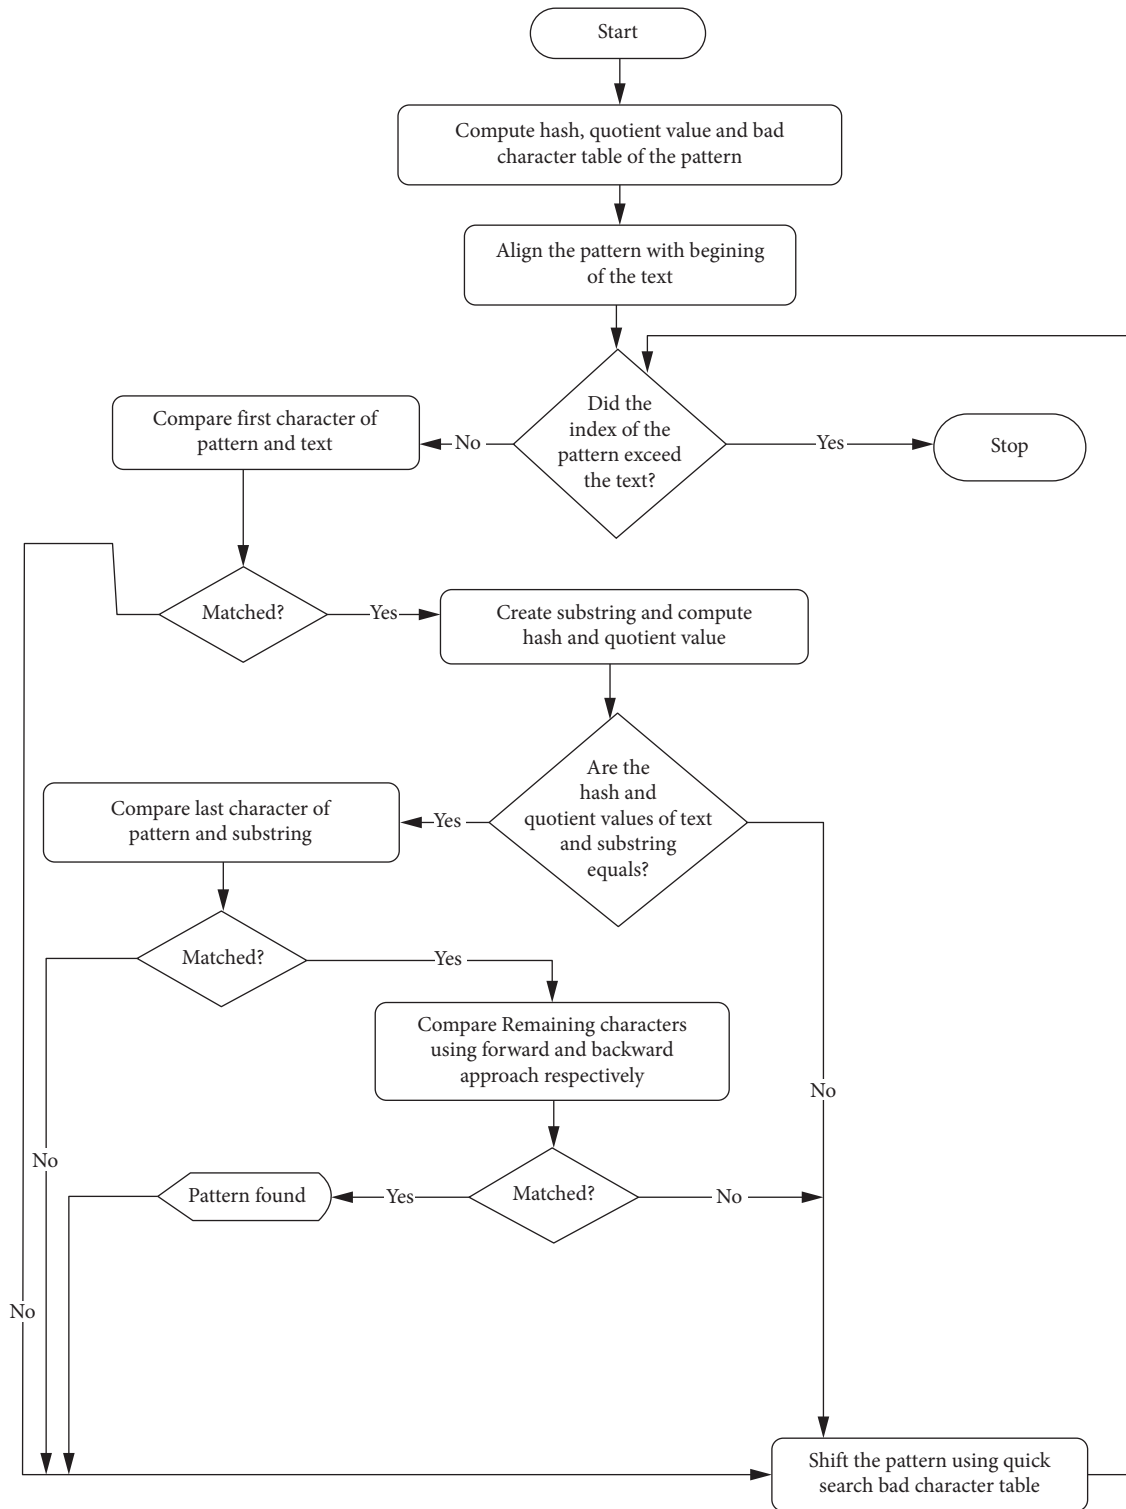 Start
Compute hash, quotient value and bad
character table of the pattern
Align the pattern with begining
of the text
Did the
index of the
pattern exceed
the text?
No
Yes
Stop
Compare first character of
pattern and text
Matched?
Yes
Create substring and compute
hash and quotient value
Are the
hash and
quotient values of text
and substring
equals?
Yes
Compare last character of
pattern and substring
Matched?
Yes
Compare Remaining characters
using forward and backward
approach respectively
No
No
Matched?
Yes
No
Pattern found
No
Shift the pattern using quick
search bad character table